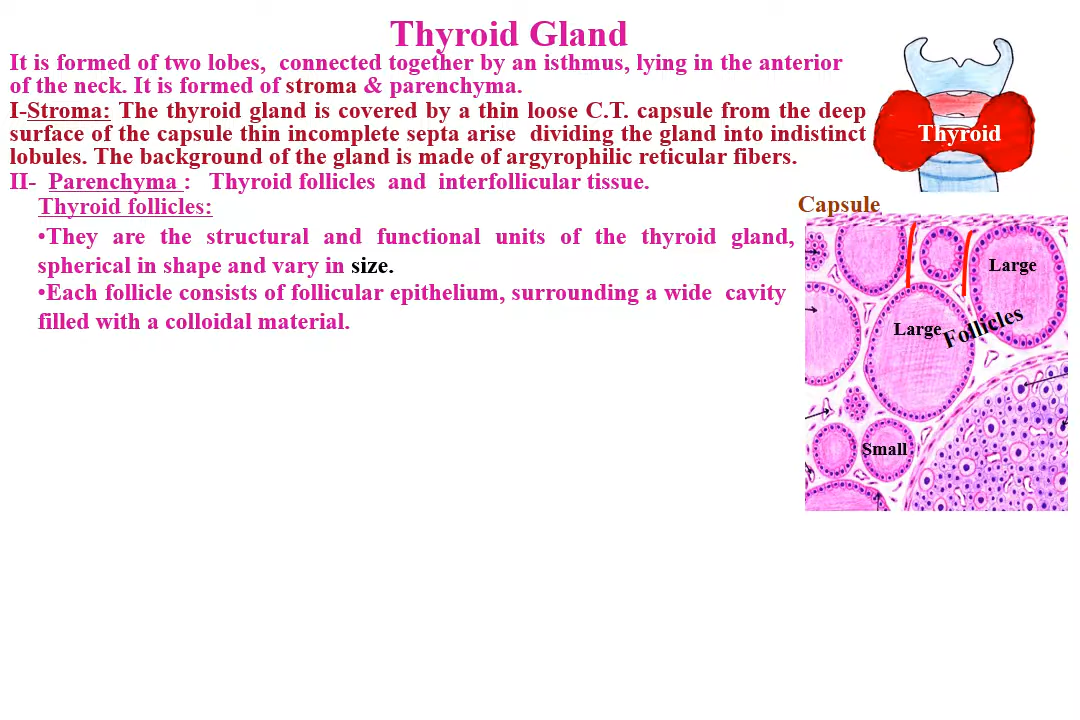 Thyroid Gland
It is formed of two lobes, connected together by an isthmus, lying in the anterior
of the neck. It is formed of stroma & parenchyma.
I-Stroma: The thyroid gland is covered by a thin loose C.T. capsule from the deep
surface of the capsule thin incomplete septa arise dividing the gland into indistinct
lobules. The background of the gland is made of argyrophilic reticular fibers.
II- Parenchyma : Thyroid follicles and interfollicular tissue.
Thyroid follicles:
•They are the structural and functional units of the thyroid gland,
spherical in shape and vary in size.
•Each follicle consists of follicular epithelium, surrounding a wide cavity
filled with a colloidal material.
Thyroid
Capsule
Large
Large
Follicles
Small